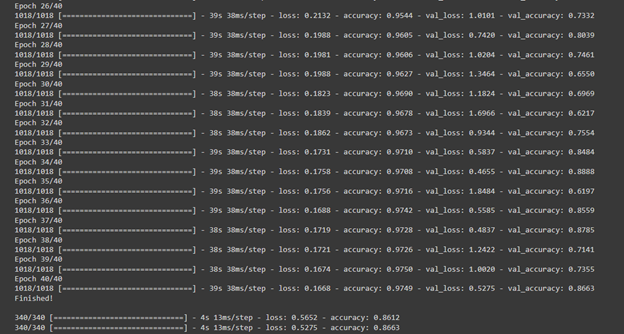 Epoch 26/40
1018/1018 [==============================] - 39s 38ms/step - loss: 0.2132 - accuracy: 0.9544 - val_loss: 1.0101 - val_accuracy: 0.7332
Epoch 27/40
1018/1018 [==============================] - 39s 38ms/step - loss: 0.1988 - accuracy: 0.9605 - val_loss: 0.7420 - val_accuracy: 0.8039
Epoch 28/40
1018/1018 [==============================] - 39s 38ms/step - loss: 0.1981 - accuracy: 0.9606 - val_loss: 1.0204 - val_accuracy: 0.7461
Epoch 29/40
1018/1018 [==============================] - 39s 38ms/step - loss: 0.1988 - accuracy: 0.9627 - val_loss: 1.3464 - val_accuracy: 0.6550
Epoch 30/40
1018/1018 [==============================] - 38s 38ms/step - loss: 0.1823 - accuracy: 0.9690 - val_loss: 1.1824 - val_accuracy: 0.6969
Epoch 31/40
1018/1018 [==============================] - 38s 38ms/step - loss: 0.1839 - accuracy: 0.9678 - val_loss: 1.6966 - val_accuracy: 0.6217
Epoch 32/40
1018/1018 [==============================] - 38s 38ms/step - loss: 0.1862 - accuracy: 0.9673 - val_loss: 0.9344 - val_accuracy: 0.7554
Epoch 33/40
1018/1018 [==============================] - 39s 38ms/step - loss: 0.1731 - accuracy: 0.9710 - val_loss: 0.5837 - val_accuracy: 0.8484
Epoch 34/40
1018/1018 [==============================] - 39s 38ms/step - loss: 0.1758 - accuracy: 0.9708 - val_loss: 0.4655 - val_accuracy: 0.8888
Epoch 35/40
1018/1018 [==============================] - 39s 38ms/step - loss: 0.1756 - accuracy: 0.9716 - val_loss: 1.8484 - val_accuracy: 0.6197
Epoch 36/40
1018/1018 [==============================] - 39s 38ms/step - loss: 0.1688 - accuracy: 0.9742 - val_loss: 0.5585 - val_accuracy: 0.8559
Epoch 37/40
1018/1018 [==============================] - 38s 38ms/step - loss: 0.1719 - accuracy: 0.9728 - val_loss: 0.4837 - val_accuracy: 0.8785
Epoch 38/40
1018/1018 [==============================] - 38s 38ms/step - loss: 0.1721 - accuracy: 0.9726 - val_loss: 1.2422 - val_accuracy: 0.7141
Epoch 39/40
1018/1018 [==============================] - 38s 38ms/step - loss: 0.1674 - accuracy: 0.9750 - val_loss: 1.0020 - val_accuracy: 0.7355
Epoch 40/40
1018/1018 [==============================] - 39s 38ms/step - loss: 0.1668 - accuracy: 0.9749 - val_loss: 0.5275 - val_accuracy: 0.8663
Finished!
340/340 [==============================] - 4s 13ms/step - loss: 0.5652 - accuracy: 0.8612
340/340 [==============================] - 4s 13ms/step - loss: 0.5275 - accuracy: 0.8663